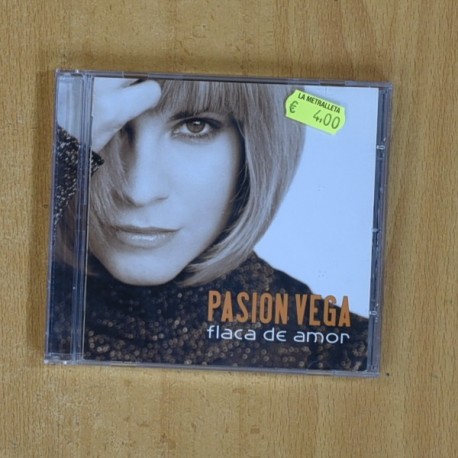 LA METRALLETA
€ 4,00
PASION VEGA
flaca de amor